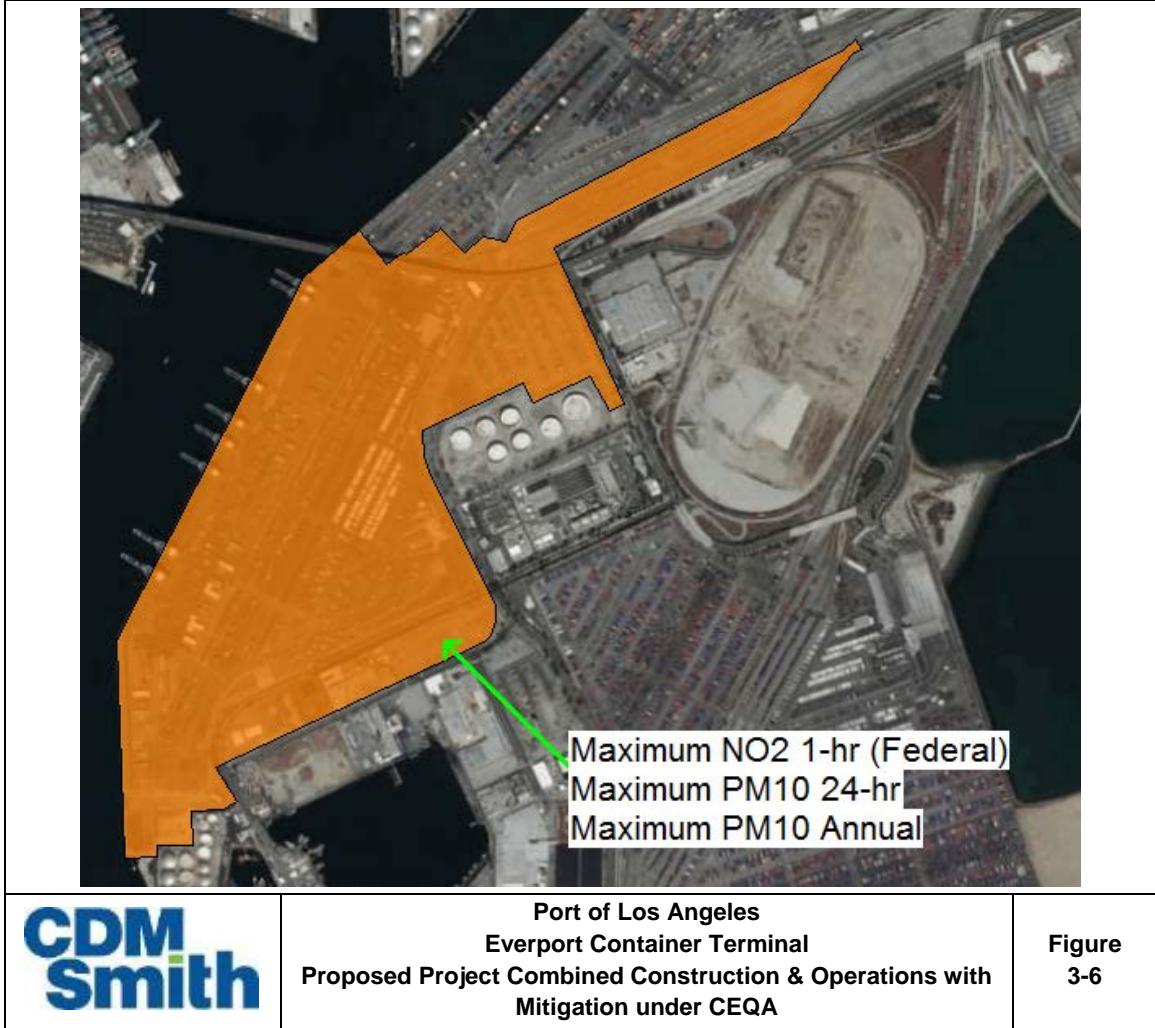 Maximum NO2 1-hr (Federal)
Maximum PM10 24-hr
Maximum PM10 Annual
CDM
Smith
Port of Los Angeles
Everport Container Terminal
Proposed Project Combined Construction & Operations with
Mitigation under CEQA
Figure
3-6